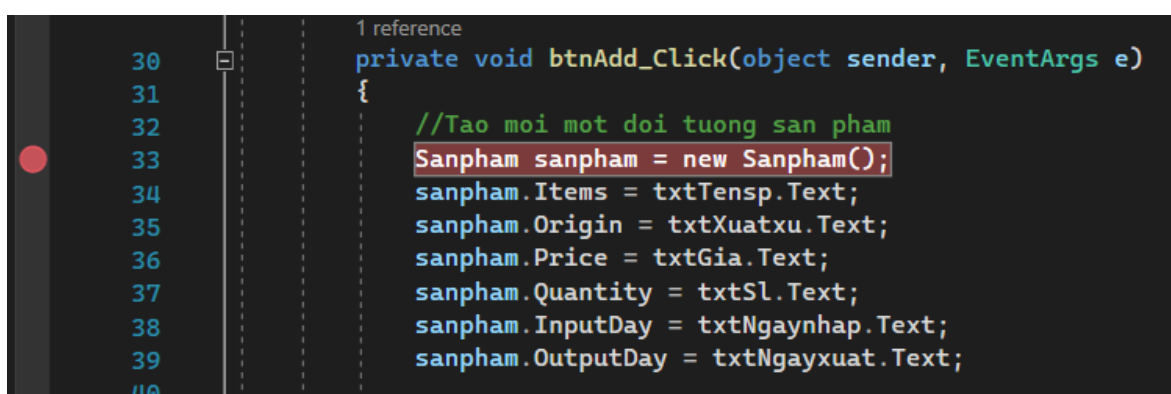 1 reference
30 private void btnAdd_Click(object sender, EventArgs e)
31 {
32 //Tao moi mot doi tuong san pham
33 Sanpham sanpham = new Sanpham();
34 sanpham.Items = txtTensp.Text;
35 sanpham.Origin = txtXuatxu.Text;
36 sanpham.Price = txtGia.Text;
37 sanpham.Quantity = txtSl.Text;
38 sanpham.InputDay = txtNgaynhap.Text;
39 sanpham.OutputDay = txtNgayxuat.Text;
40